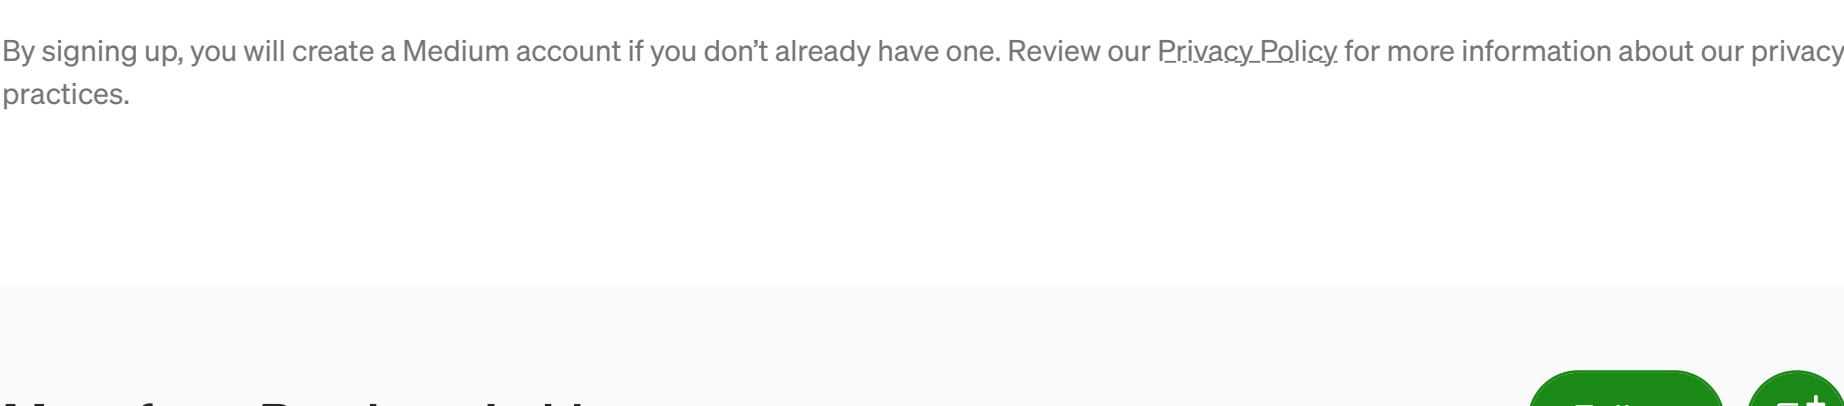 By signing up, you will create a Medium account if you don’t already have one. Review our Privacy Policy for more information about our privacy
practices.